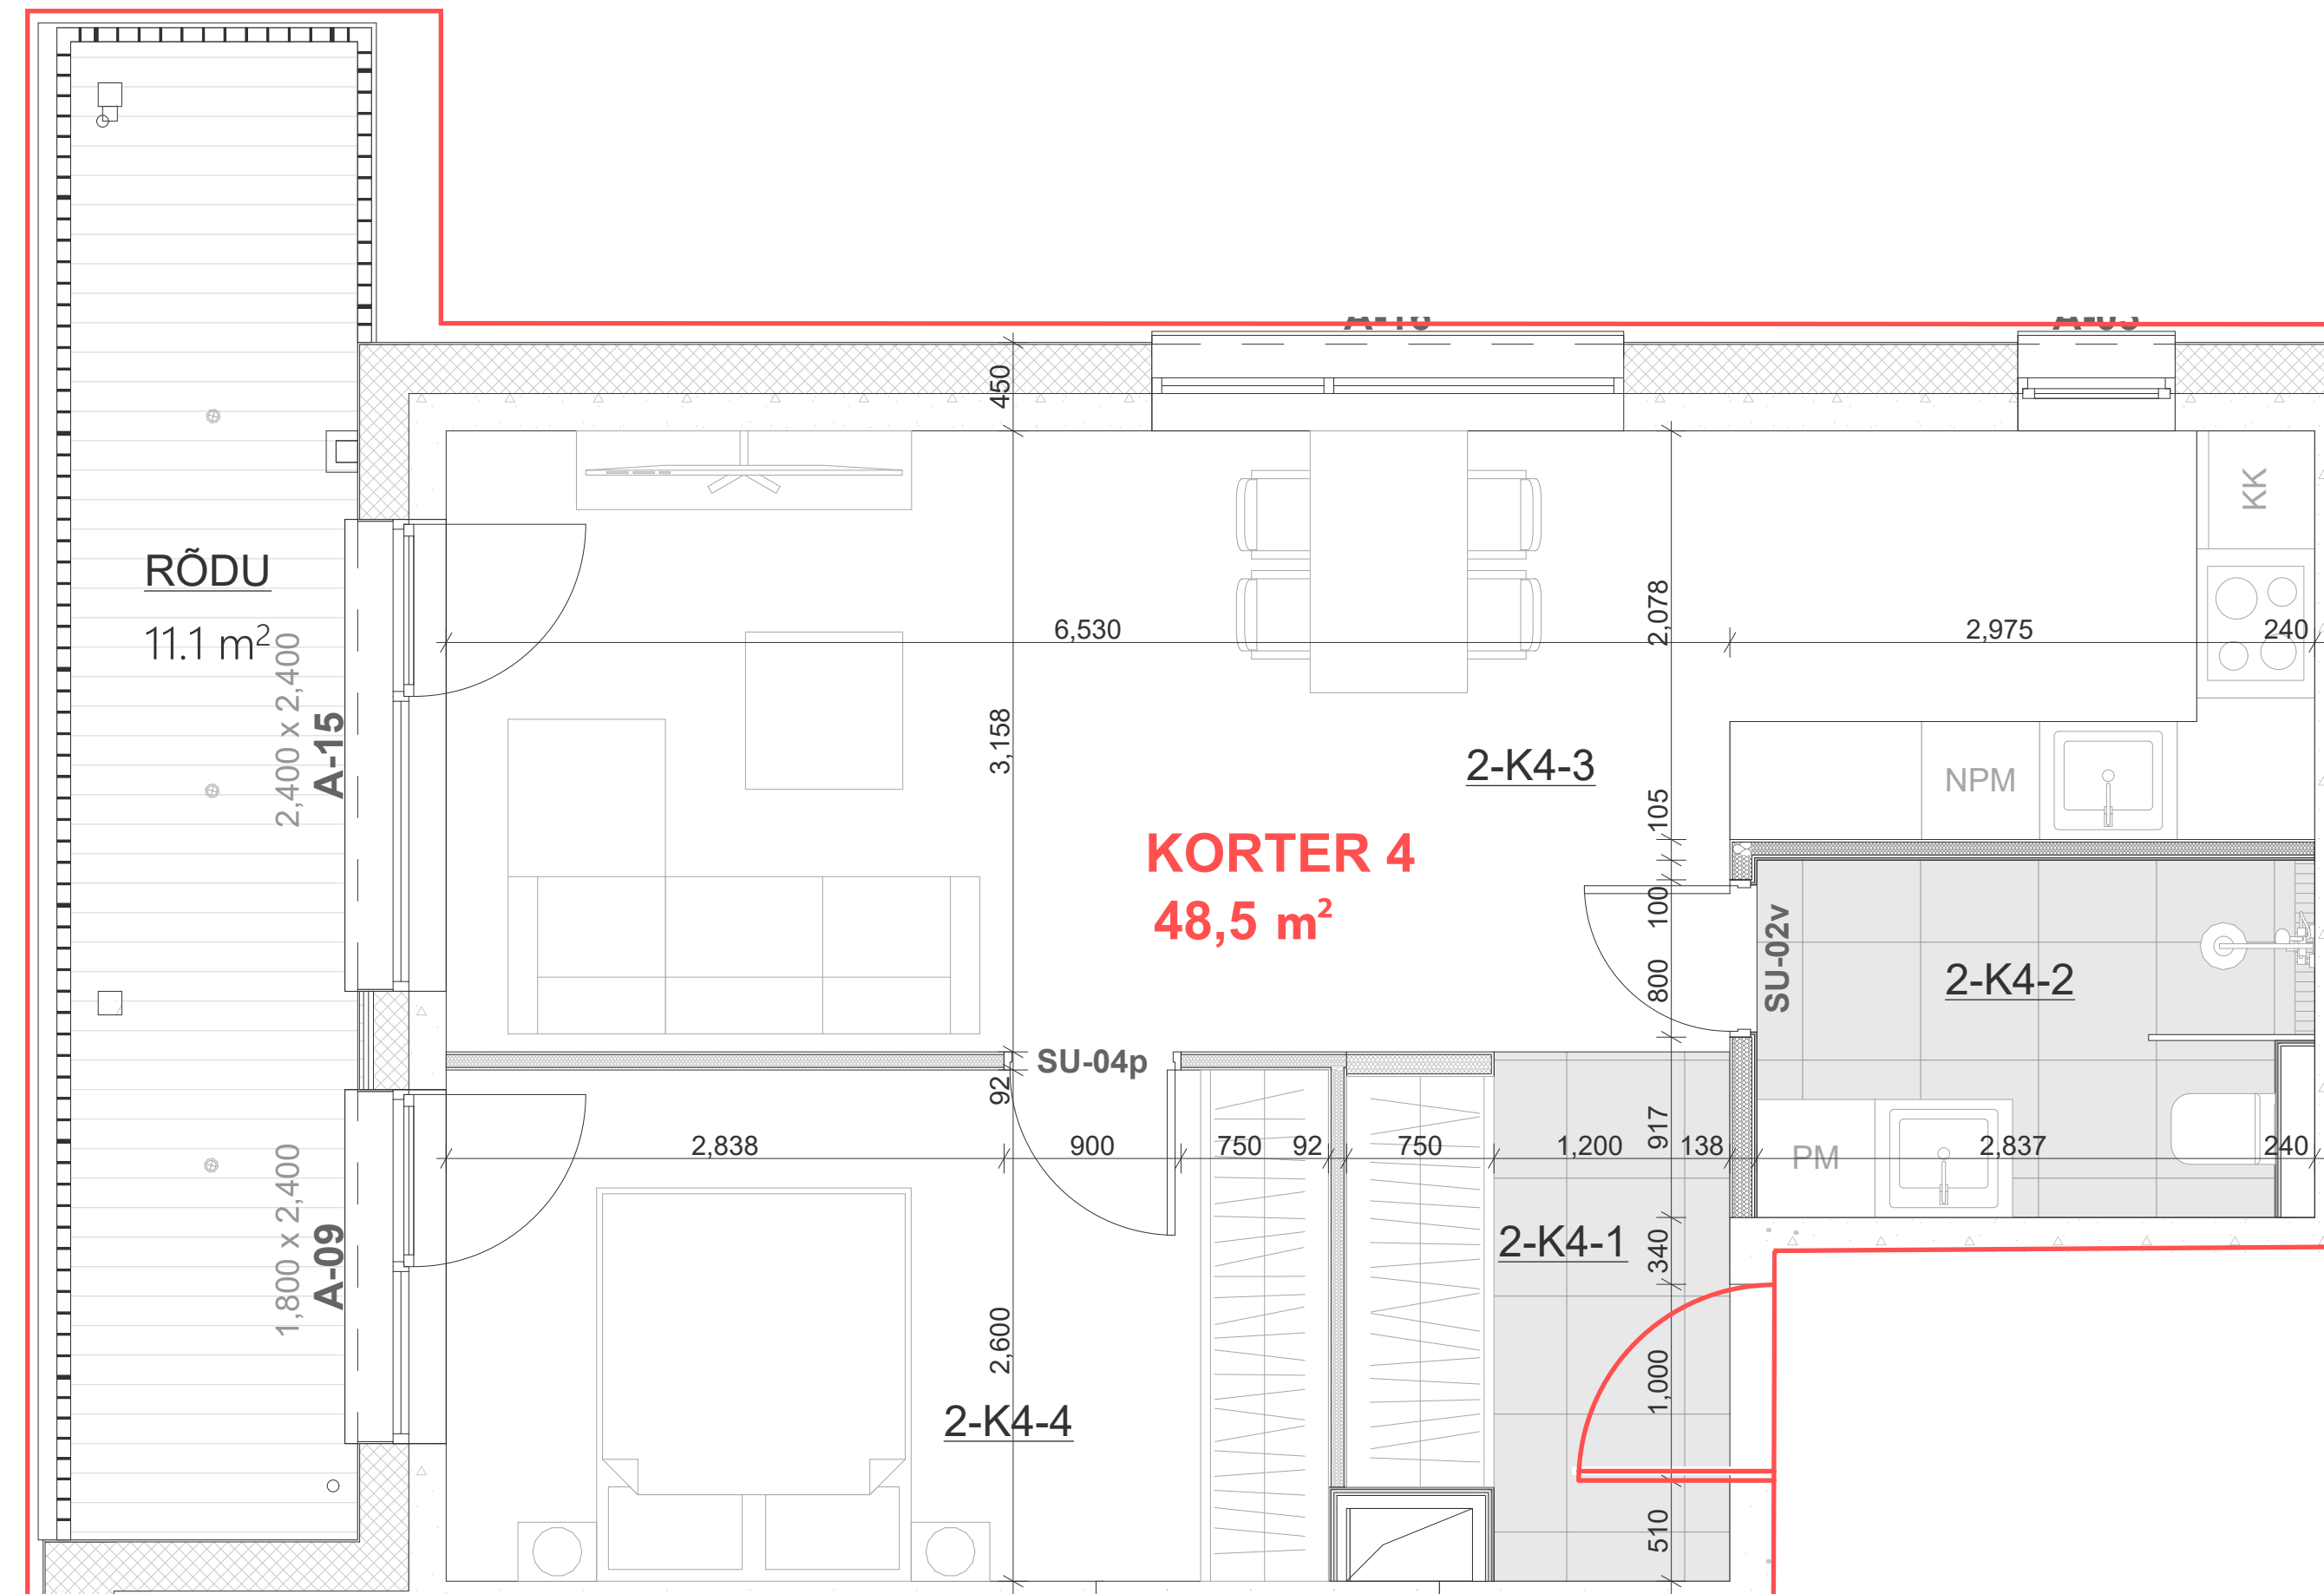 RÕDU
11.1 m²
2,400 x 2,400
A-15
1,800 x 2,400
A-09
450
6,530
2,078
2,975
240
KK
3,158
2-K4-3
NPM
KORTER 4
48,5 m²
105
100
800
SU-02v
2-K4-2
SU-04p
92
2,838
900
750
92
750
1,200
138
917
PM
2,837
240
2-K4-1
340
2,600
1,000
2-K4-4
510